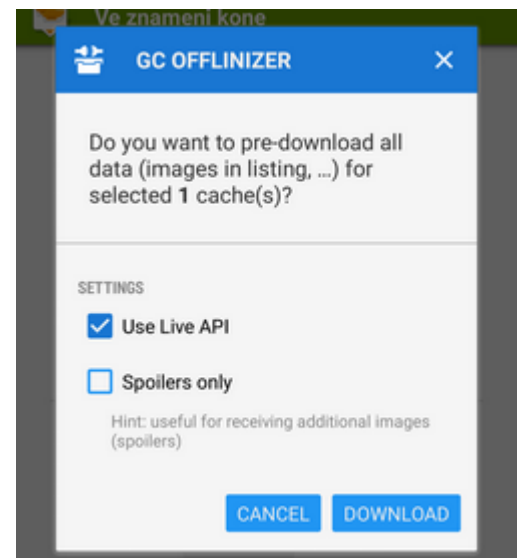 Ve znameni kone
GC OFFLINIZER
Do you want to pre-download all
data (images in listing, ...) for
selected 1 cache(s)?
SETTINGS
Use Live API
Spoilers only
Hint: useful for receiving additional images
(spoilers)
CANCEL DOWNLOAD